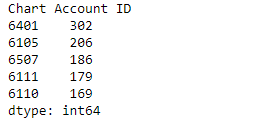 Chart Account ID
6401    302
6105    206
6507    186
6111    179
6110    169
dtype: int64